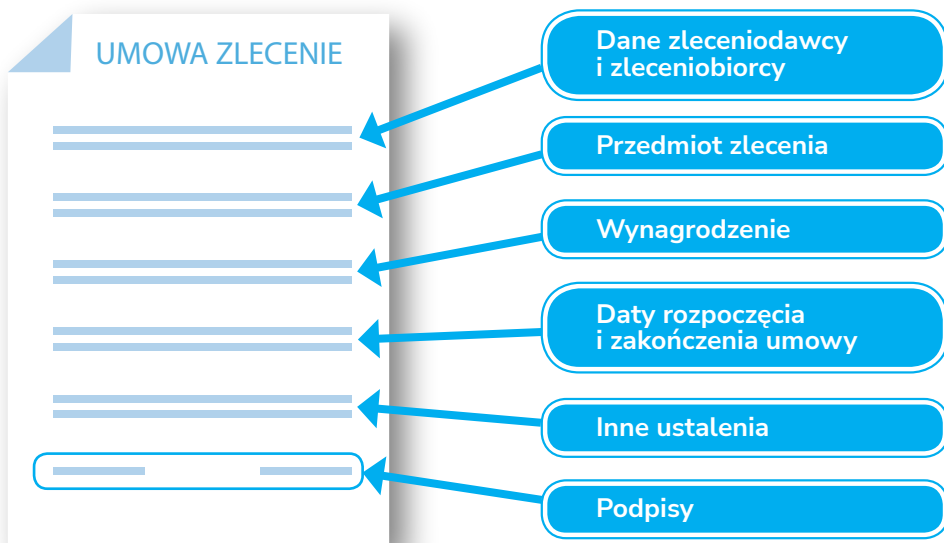 UMOWA ZLECENIE
Dane zleceniodawcy
i zleceniobiorcy
Przedmiot zlecenia
Wynagrodzenie
Daty rozpoczęcia
i zakończenia umowy
Inne ustalenia
Podpisy